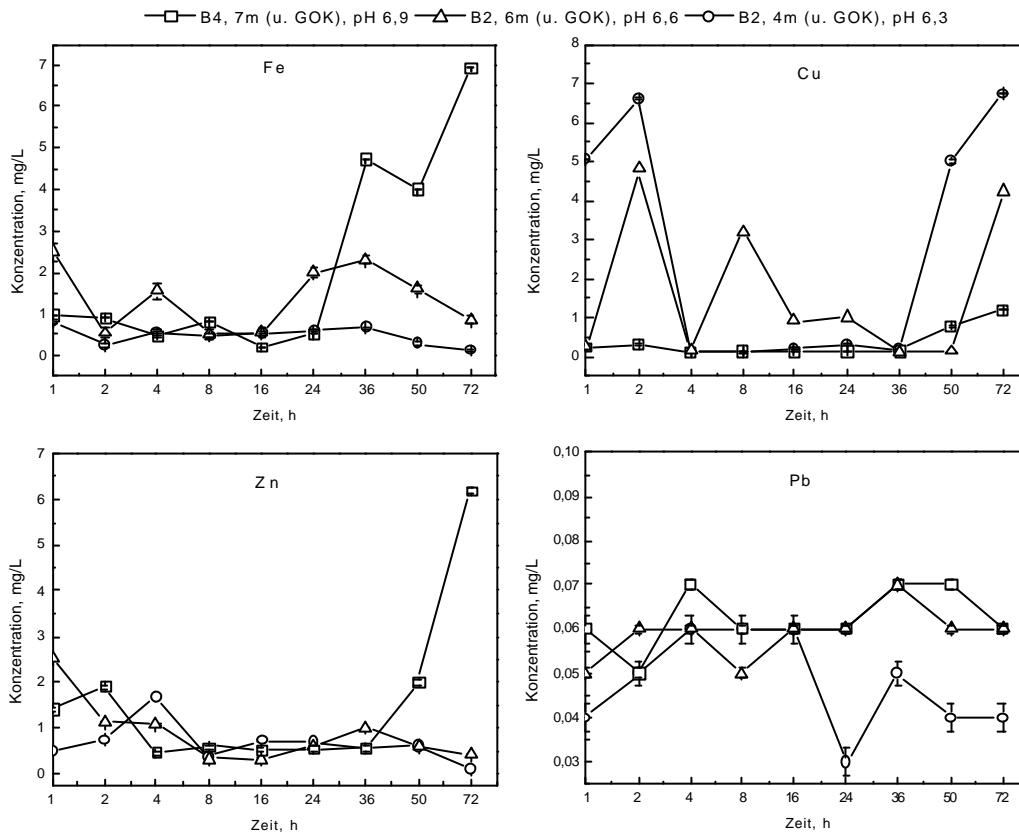 B4, 7m (u. GOK), pH 6,9 B2, 6m (u. GOK), pH 6,6 B2, 4m (u. GOK), pH 6,3
Fe
7
6
5
4
3
2
1
0
Konzentration, mg/L
1 2 4 8 16 24 36 50 72
Zeit, h
Cu
8
7
6
5
4
3
2
1
0
Konzentration, mg/L
1 2 4 8 16 24 36 50 72
Zeit, h
Zn
7
6
5
4
3
2
1
0
Konzentration, mg/L
1 2 4 8 16 24 36 50 72
Zeit, h
Pb
0,10
0,09
0,08
0,07
0,06
0,05
0,04
0,03
Konzentration, mg/L
1 2 4 8 16 24 36 50 72
Zeit, h